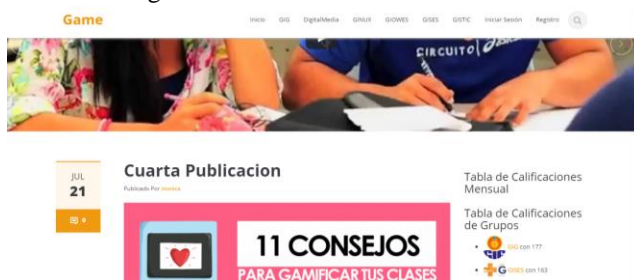 Game
Inicio GIG DigitalMedia GINUX GIOWES GISES GISTIC Iniciar Sesión Registro
CIRCUITO
JUL
21
0
Cuarta Publicacion
Publicado Por monica
11 CONSEJOS
PARA GAMIFICAR TUS CLASES
Tabla de Calificaciones
Mensual
Tabla de Calificaciones
de Grupos
GIG con 177
G GISES con 163